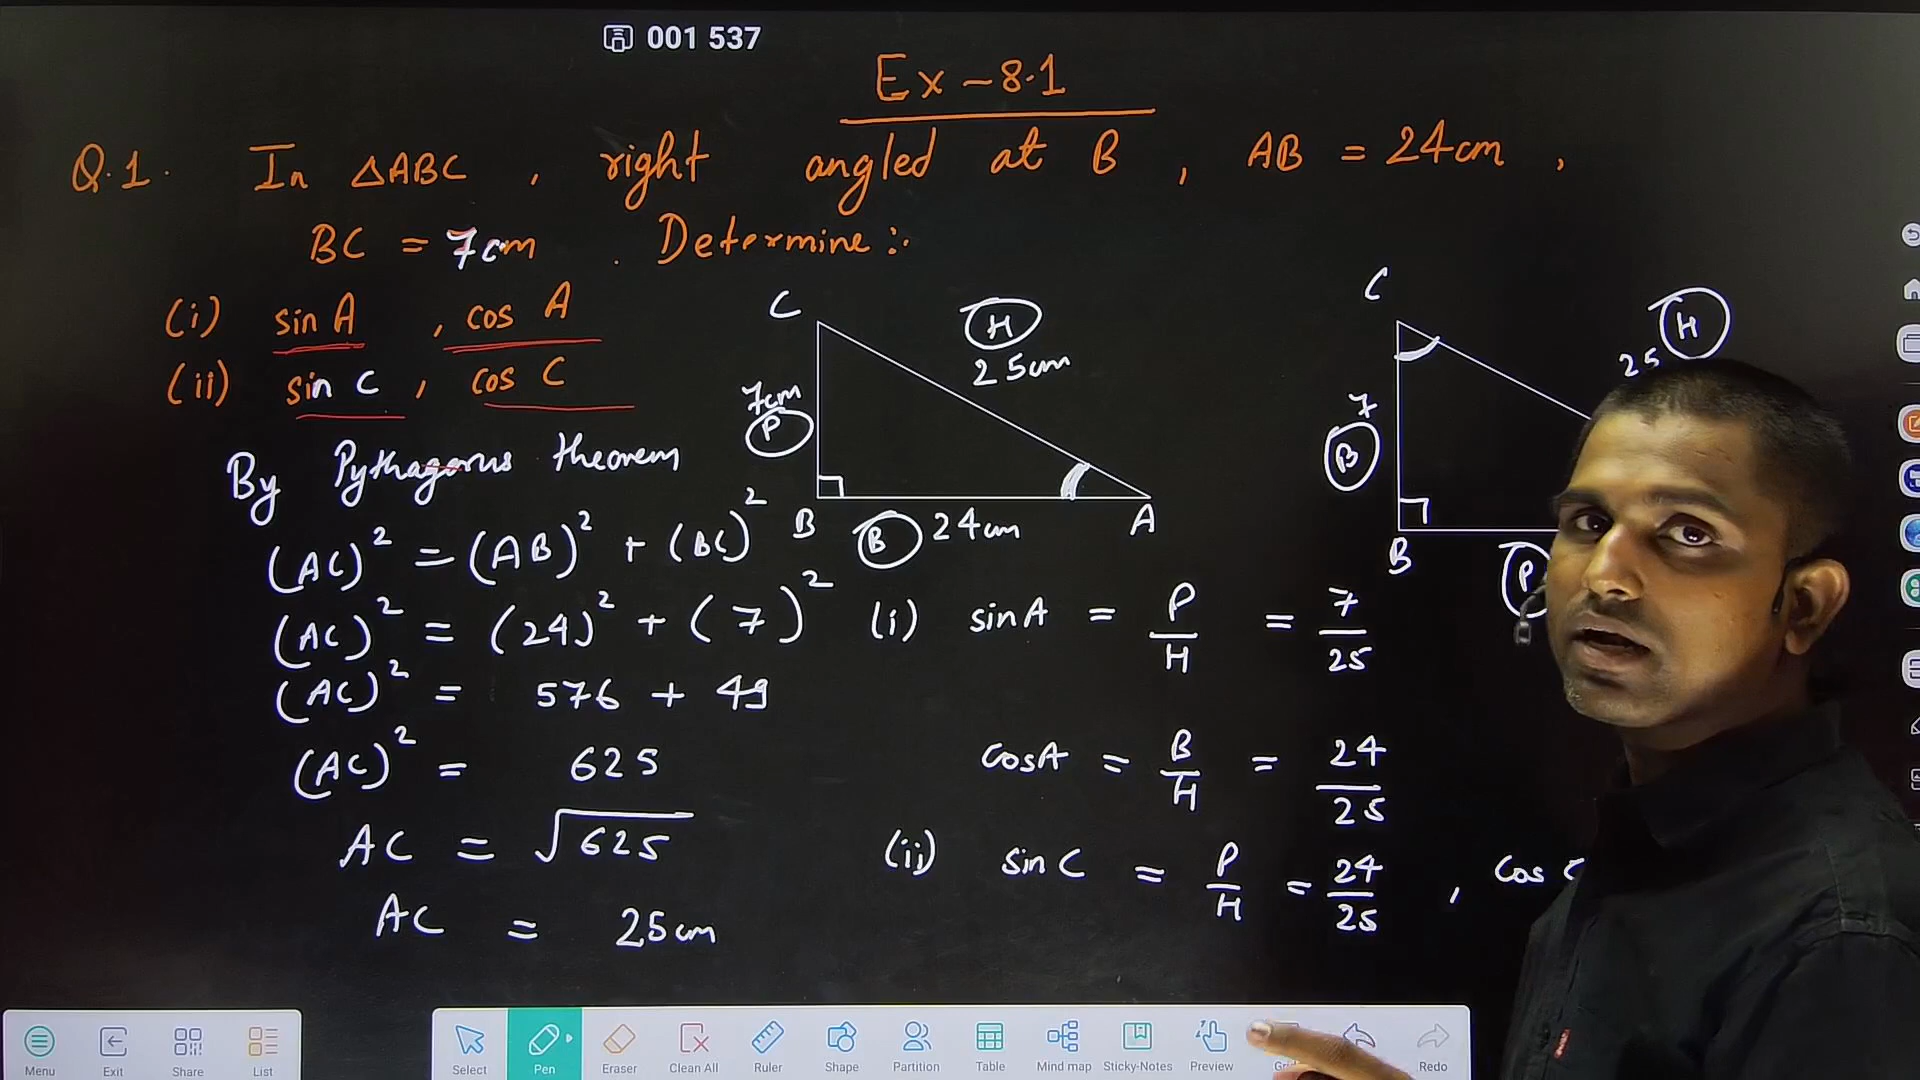 001 537
Ex - 8.1
Q.1. In △ABC , right angled at B , AB = 24cm ,
BC = 7cm . Determine :.
(i) sin A , cos A
(ii) sin C , cos C
By Pythagorus theorem
(AC)² = (AB)² + (BC)²
(AC)² = (24)² + (7)²
(AC)² = 576 + 49
(AC)² = 625
AC = √625
AC = 25cm
C
H
25cm
7cm
P
B
B
24cm
A
C
H
25
7
B
B
P
(i) sinA = P/H = 7/25
cosA = B/H = 24/25
(ii) sin C = P/H = 24/25 , cos C
Menu Exit Share List
Select Pen Eraser Clean All Ruler Shape Partition Table Mind map Sticky-Notes Preview Redo